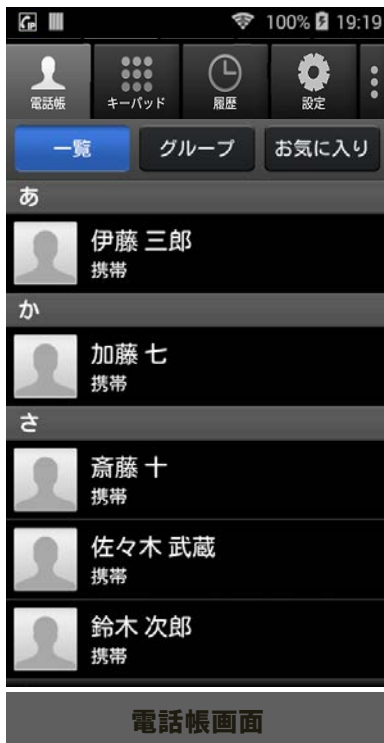 100% 19:19
電話帳 キーパッド 履歴 設定
一覧 グループ お気に入り
あ
伊藤 三郎
携帯
か
加藤 七
携帯
さ
斎藤 十
携帯
佐々木 武蔵
携帯
鈴木 次郎
携帯
電話帳画面